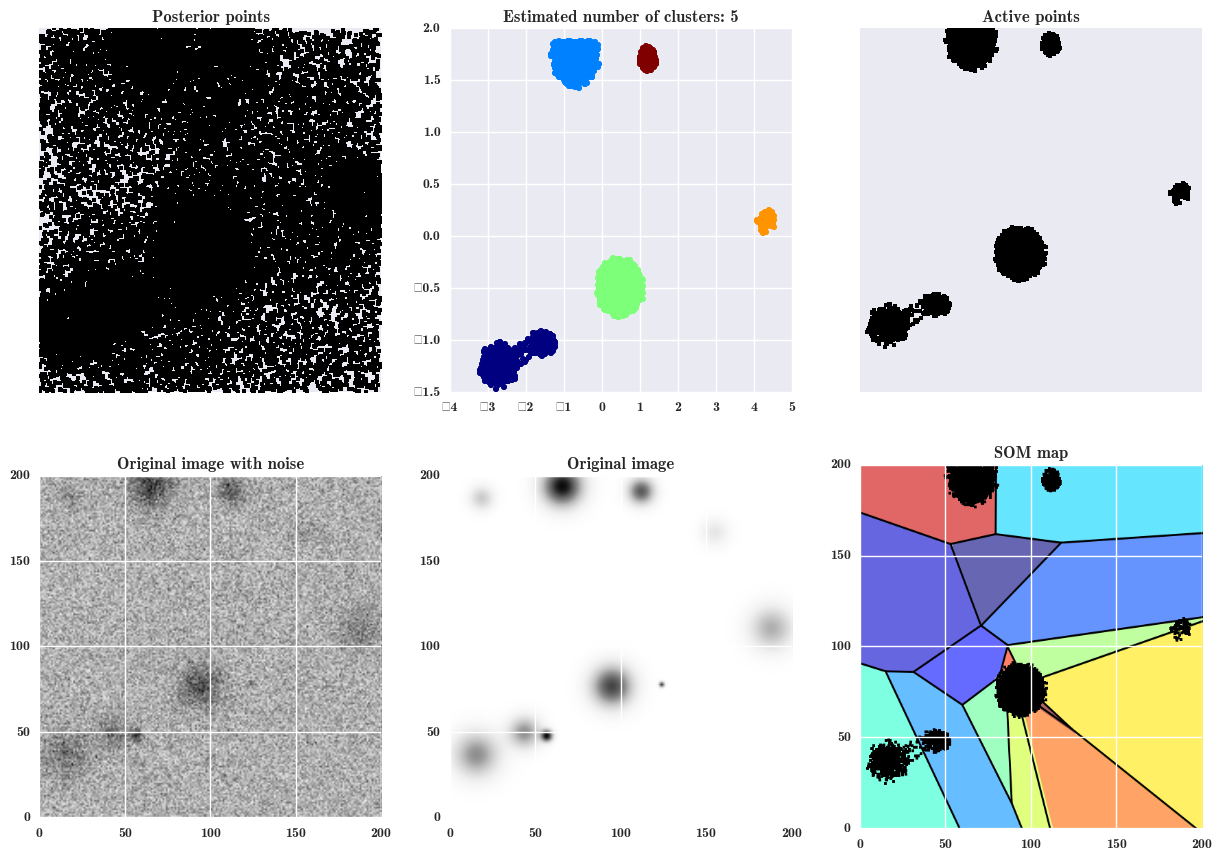 Posterior points
Estimated number of clusters: 5
Active points
2.0
1.5
1.0
0.5
0.0
□0.5
□1.0
□1.5
□4 □3 □2 □1 0 1 2 3 4 5
Original image with noise
Original image
SOM map
200
150
100
50
0
0 50 100 150 200
200
150
100
50
0
0 50 100 150 200
200
150
100
50
0
0 50 100 150 200